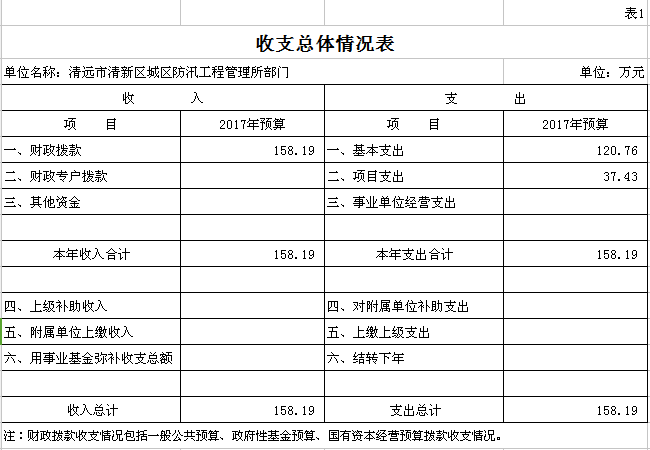 表1
收支总体情况表
单位名称：清远市清新区城区防汛工程管理所部门 单位：万元
收 入 支 出
项 目 2017年预算 项 目 2017年预算
一、财政拨款 158.19 一、基本支出 120.76
二、财政专户拨款 二、项目支出 37.43
三、其他资金 三、事业单位经营支出
本年收入合计 158.19 本年支出合计 158.19
四、上级补助收入 四、对附属单位补助支出
五、附属单位上缴收入 五、上缴上级支出
六、用事业基金弥补收支总额 六、结转下年
收入总计 158.19 支出总计 158.19
注：财政拨款收支情况包括一般公共预算、政府性基金预算、国有资本经营预算拨款收支情况。